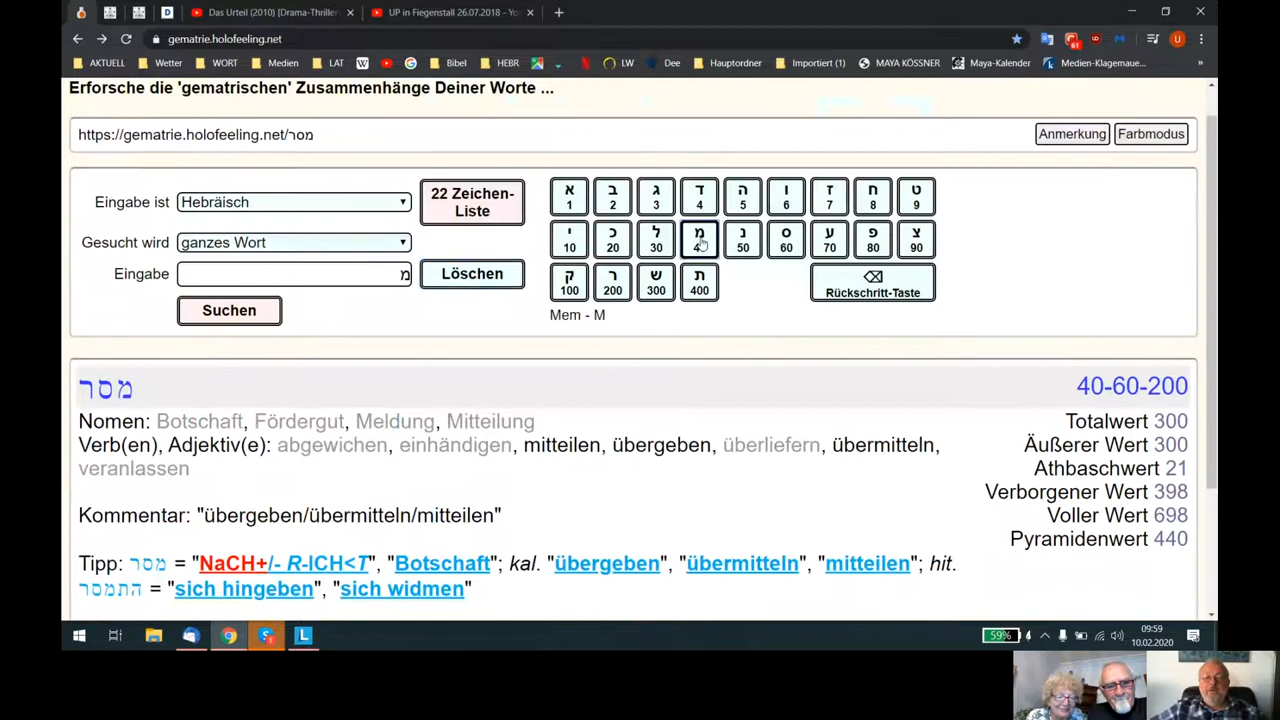 Das Urteil (2010) [Drama-Thriller
UP in Fiegenstall 26.07.2018 - Yo
gematrie.holofeeling.net
AKTUELL Wetter WORT Medien LAT Bibel HEBR LW Dee Hauptordner Importiert (1) MAYA KÖSSNER Maya-Kalender Medien-Klagemaue... »
Erforsche die 'gematrischen' Zusammenhänge Deiner Worte ...
https://gematrie.holofeeling.net/מסר
Anmerkung Farbmodus
Eingabe ist Hebräisch
22 Zeichen-
Liste
Gesucht wird ganzes Wort
Eingabe מ Löschen
Suchen
א ב ג ד ה ו ז ח ט
1 2 3 4 5 6 7 8 9
י כ ל מ נ ס ע פ צ
10 20 30 40 50 60 70 80 90
ק ר ש ת
100 200 300 400 Rückschritt-Taste
Mem - M
מסר 40-60-200
Nomen: Botschaft, Fördergut, Meldung, Mitteilung
Verb(en), Adjektiv(e): abgewichen, einhändigen, mitteilen, übergeben, überliefern, übermitteln,
veranlassen
Kommentar: "übergeben/übermitteln/mitteilen"
Tipp: מסר = "NaCH+/- R-ICH<T", "Botschaft"; kal. "übergeben", "übermitteln", "mitteilen"; hit.
התמסר = "sich hingeben", "sich widmen"
Totalwert 300
Äußerer Wert 300
Athbaschwert 21
Verborgener Wert 398
Voller Wert 698
Pyramidenwert 440
59%
09:59
10.02.2020